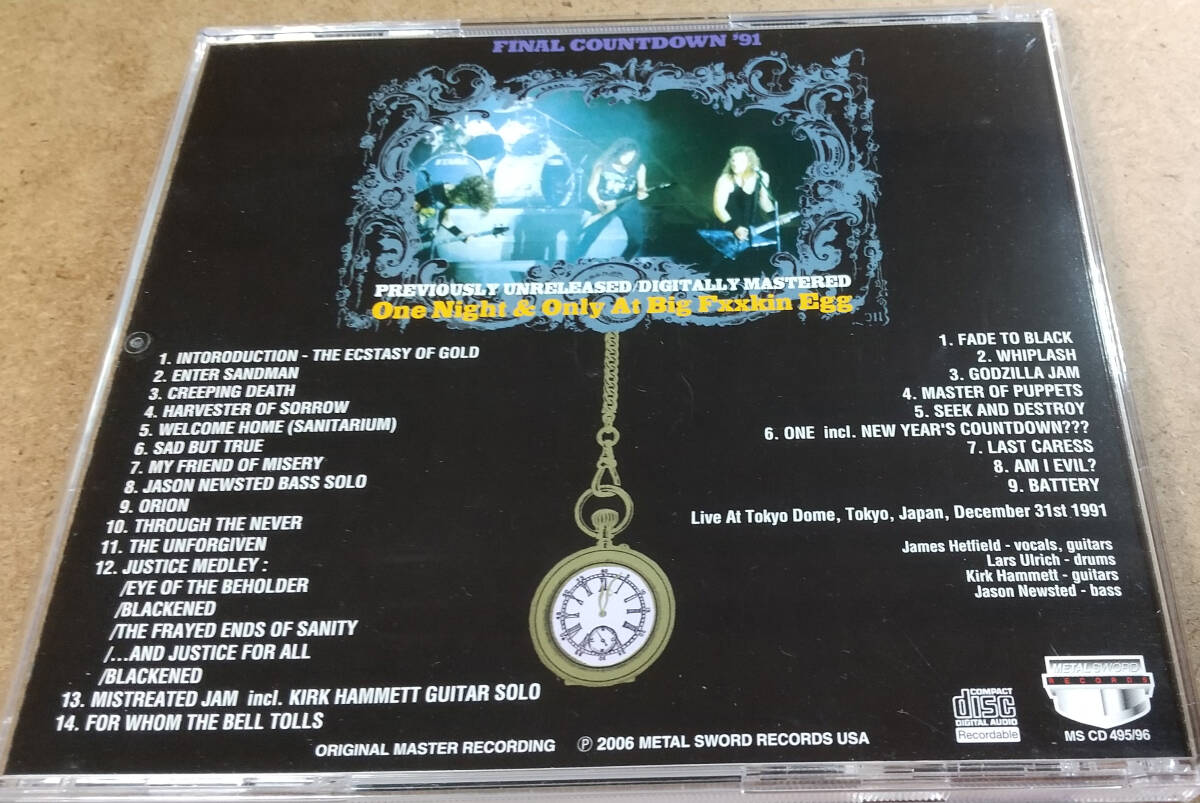 FINAL COUNTDOWN '91
TAMA
PREVIOUSLY UNRELEASED/DIGITALLY MASTERED
One Night & Only At Big Fxxkin Egg
1. INTORODUCTION - THE ECSTASY OF GOLD
2. ENTER SANDMAN
3. CREEPING DEATH
4. HARVESTER OF SORROW
5. WELCOME HOME (SANITARIUM)
6. SAD BUT TRUE
7. MY FRIEND OF MISERY
8. JASON NEWSTED BASS SOLO
9. ORION
10. THROUGH THE NEVER
11. THE UNFORGIVEN
12. JUSTICE MEDLEY :
/EYE OF THE BEHOLDER
/BLACKENED
/THE FRAYED ENDS OF SANITY
/...AND JUSTICE FOR ALL
/BLACKENED
13. MISTREATED JAM incl. KIRK HAMMETT GUITAR SOLO
14. FOR WHOM THE BELL TOLLS
1. FADE TO BLACK
2. WHIPLASH
3. GODZILLA JAM
4. MASTER OF PUPPETS
5. SEEK AND DESTROY
6. ONE incl. NEW YEAR'S COUNTDOWN???
7. LAST CARESS
8. AM I EVIL?
9. BATTERY
Live At Tokyo Dome, Tokyo, Japan, December 31st 1991
James Hetfield - vocals, guitars
Lars Ulrich - drums
Kirk Hammett - guitars
Jason Newsted - bass
METAL SWORD
RECORDS
MS CD 495/96
COMPACT
disc
DIGITAL AUDIO
Recordable
ORIGINAL MASTER RECORDING ℗ 2006 METAL SWORD RECORDS USA